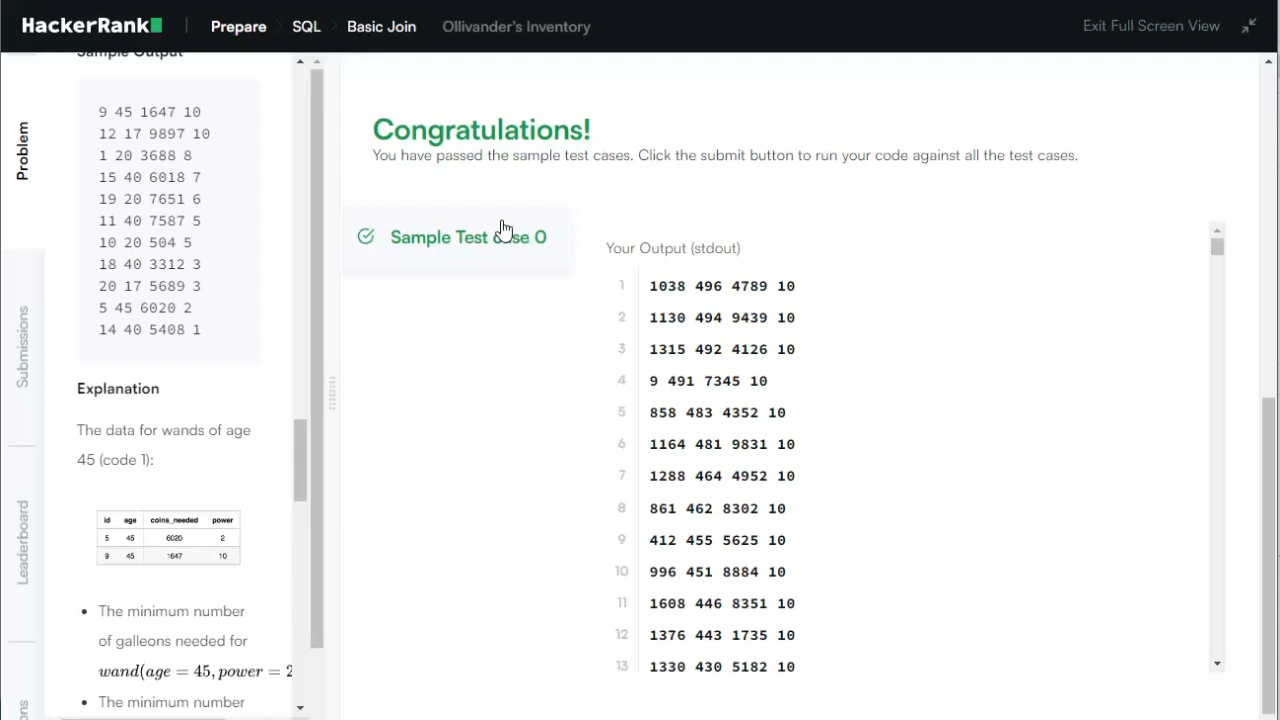 HackerRank
Prepare
SQL
Basic Join
Ollivander's Inventory
Exit Full Screen View
Problem
Submissions
Leaderboard
Sample Output
9 45 1647 10
12 17 9897 10
1 20 3688 8
15 40 6018 7
19 20 7651 6
11 40 7587 5
10 20 504 5
18 40 3312 3
20 17 5689 3
5 45 6020 2
14 40 5408 1
Explanation
The data for wands of age
45 (code 1):
id age coins_needed power
5 45 6020 2
9 45 1647 10
• The minimum number
of galleons needed for
wand(age = 45, power = 2
• The minimum number
Congratulations!
You have passed the sample test cases. Click the submit button to run your code against all the test cases.
Sample Test case 0
Your Output (stdout)
1 1038 496 4789 10
2 1130 494 9439 10
3 1315 492 4126 10
4 9 491 7345 10
5 858 483 4352 10
6 1164 481 9831 10
7 1288 464 4952 10
8 861 462 8302 10
9 412 455 5625 10
10 996 451 8884 10
11 1608 446 8351 10
12 1376 443 1735 10
13 1330 430 5182 10